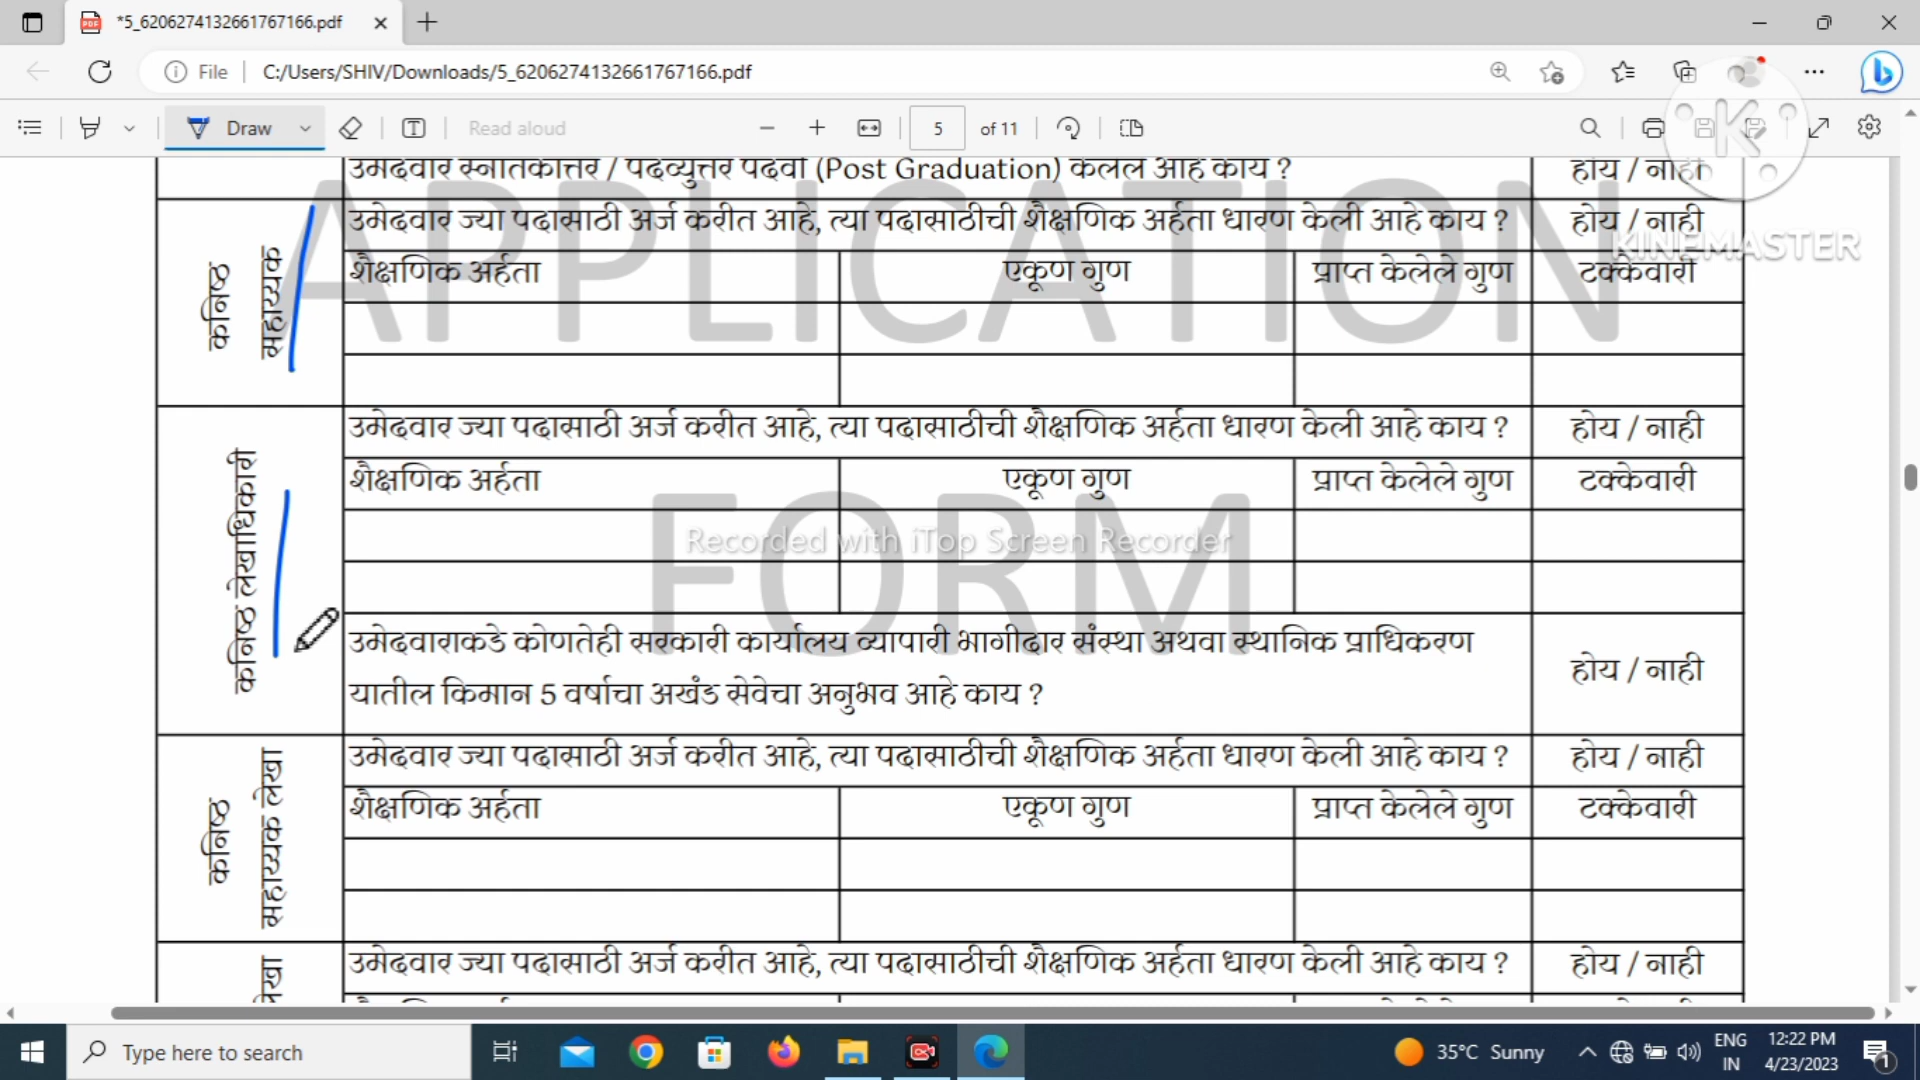 *5_6206274132661767166.pdf
File
C:/Users/SHIV/Downloads/5_6206274132661767166.pdf
Draw
Read aloud
5 of 11
उमेदवार स्नातकोत्तर / पदव्युत्तर पदवी (Post Graduation) केलेले आहे काय ? होय / नाही
कनिष्ठ सहाय्यक
उमेदवार ज्या पदासाठी अर्ज करीत आहे, त्या पदासाठीची शैक्षणिक अर्हता धारण केली आहे काय ? होय / नाही
KINEMASTER
शैक्षणिक अर्हता एकूण गुण प्राप्त केलेले गुण टक्केवारी
APPLICATION
कनिष्ठ लेखाधिकारी
उमेदवार ज्या पदासाठी अर्ज करीत आहे, त्या पदासाठीची शैक्षणिक अर्हता धारण केली आहे काय ? होय / नाही
शैक्षणिक अर्हता एकूण गुण प्राप्त केलेले गुण टक्केवारी
Recorded with iTop Screen Recorder
FORM
उमेदवाराकडे कोणतेही सरकारी कार्यालय व्यापारी भागीदार संस्था अथवा स्थानिक प्राधिकरण
यातील किमान 5 वर्षाचा अखंड सेवेचा अनुभव आहे काय ? होय / नाही
कनिष्ठ सहाय्यक लेखा
उमेदवार ज्या पदासाठी अर्ज करीत आहे, त्या पदासाठीची शैक्षणिक अर्हता धारण केली आहे काय ? होय / नाही
शैक्षणिक अर्हता एकूण गुण प्राप्त केलेले गुण टक्केवारी
उमेदवार ज्या पदासाठी अर्ज करीत आहे, त्या पदासाठीची शैक्षणिक अर्हता धारण केली आहे काय ? होय / नाही
Type here to search
35°C Sunny
ENG
IN
12:22 PM
4/23/2023
1